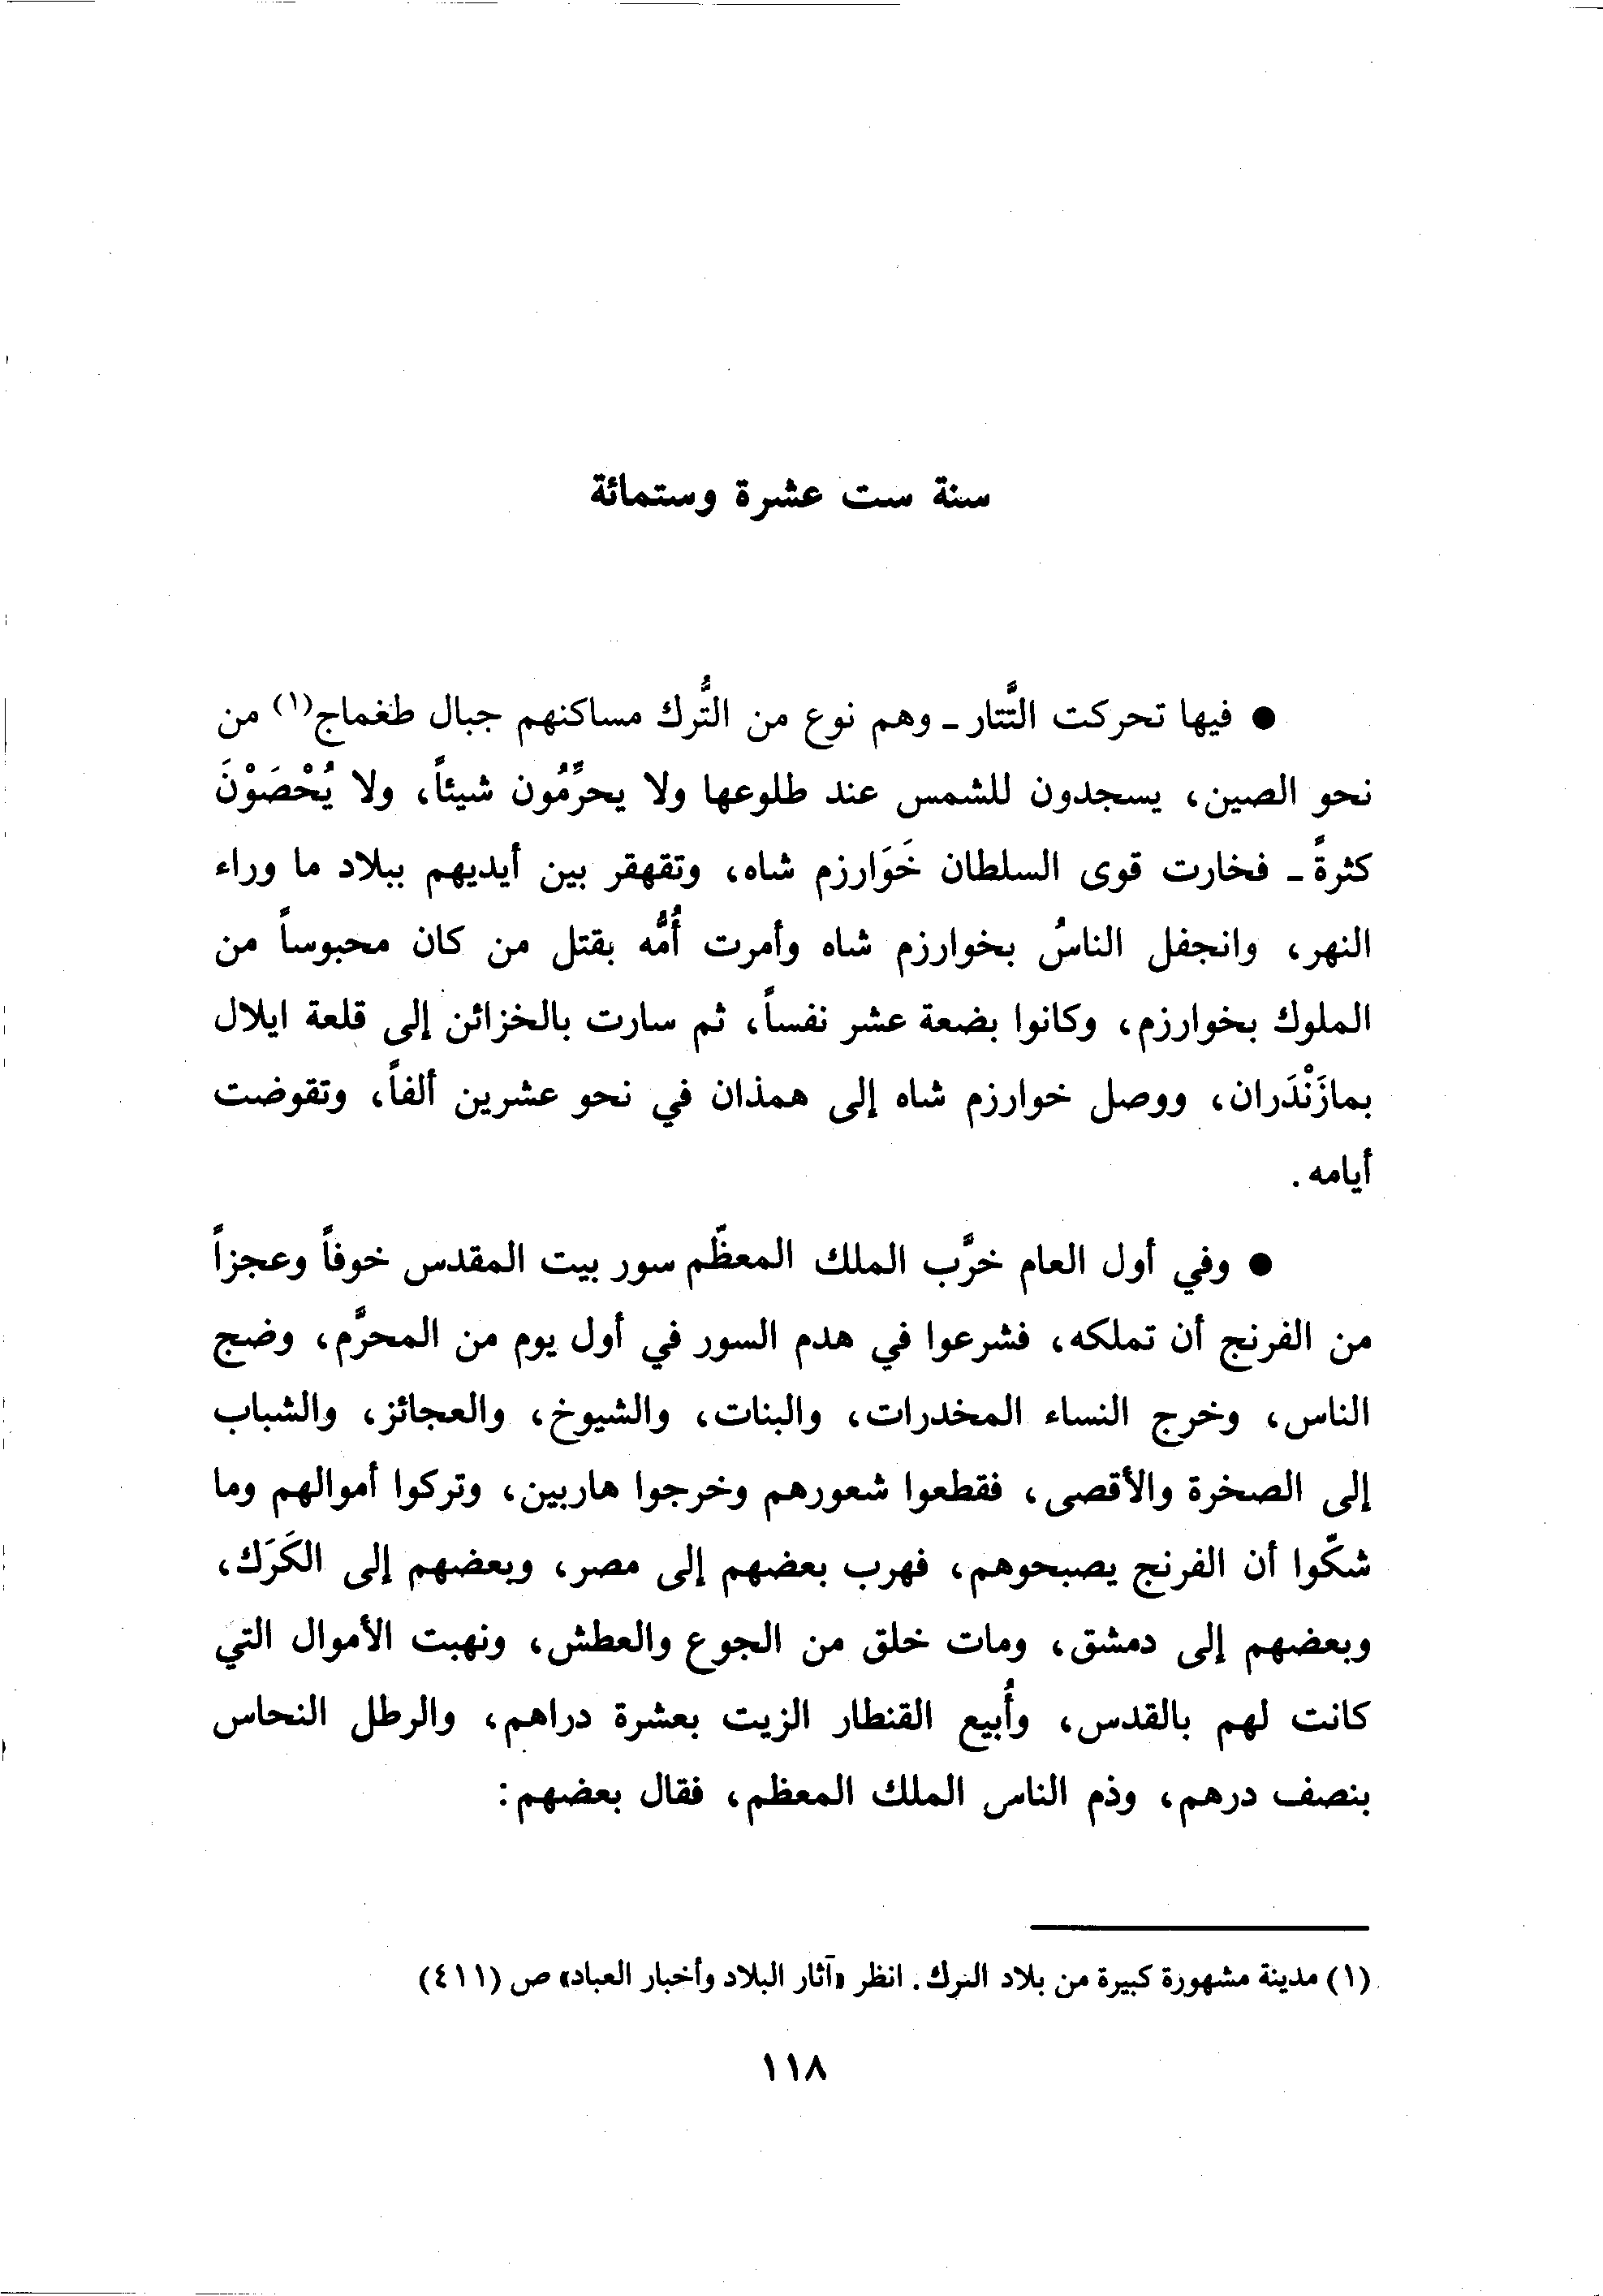 سنة ست عشرة وستمائة
● فيها تحركت التَّتار ـ وهم نوع من التُّرك مساكنهم جبال طغماج(١) من
نحو الصين، يسجدون للشمس عند طلوعها ولا يحرِّمُون شيئاً، ولا يُحْصَوْنَ
كثرةً ـ فخارت قوى السلطان خَوَارزم شاه، وتقهقر بين أيديهم ببلاد ما وراء
النهر، وانجفل الناسُ بخوارزم شاه وأمرت أُمُّه بقتل من كان محبوساً من
الملوك بخوارزم، وكانوا بضعة عشر نفساً، ثم سارت بالخزائن إلى قلعة ايلال
بمازَنْدَران، ووصل خوارزم شاه إلى همذان في نحو عشرين ألفاً، وتقوضت
أيامه.
● وفي أول العام خرَّب الملك المعظّم سور بيت المقدس خوفاً وعجزاً
من الفرنج أن تملكه، فشرعوا في هدم السور في أول يوم من المحرَّم، وضج
الناس، وخرج النساء المخدرات، والبنات، والشيوخ، والعجائز، والشباب
إلى الصخرة والأقصى، فقطعوا شعورهم وخرجوا هاربين، وتركوا أموالهم وما
شكّوا أن الفرنج يصبحوهم، فهرب بعضهم إلى مصر، وبعضهم إلى الكَرَك،
وبعضهم إلى دمشق، ومات خلق من الجوع والعطش، ونهبت الأموال التي
كانت لهم بالقدس، وأُبيع القنطار الزيت بعشرة دراهم، والرطل النحاس
بنصف درهم، وذم الناس الملك المعظم، فقال بعضهم:
(١) مدينة مشهورة كبيرة من بلاد الترك. انظر «آثار البلاد وأخبار العباد» ص (٤١١)
١١٨